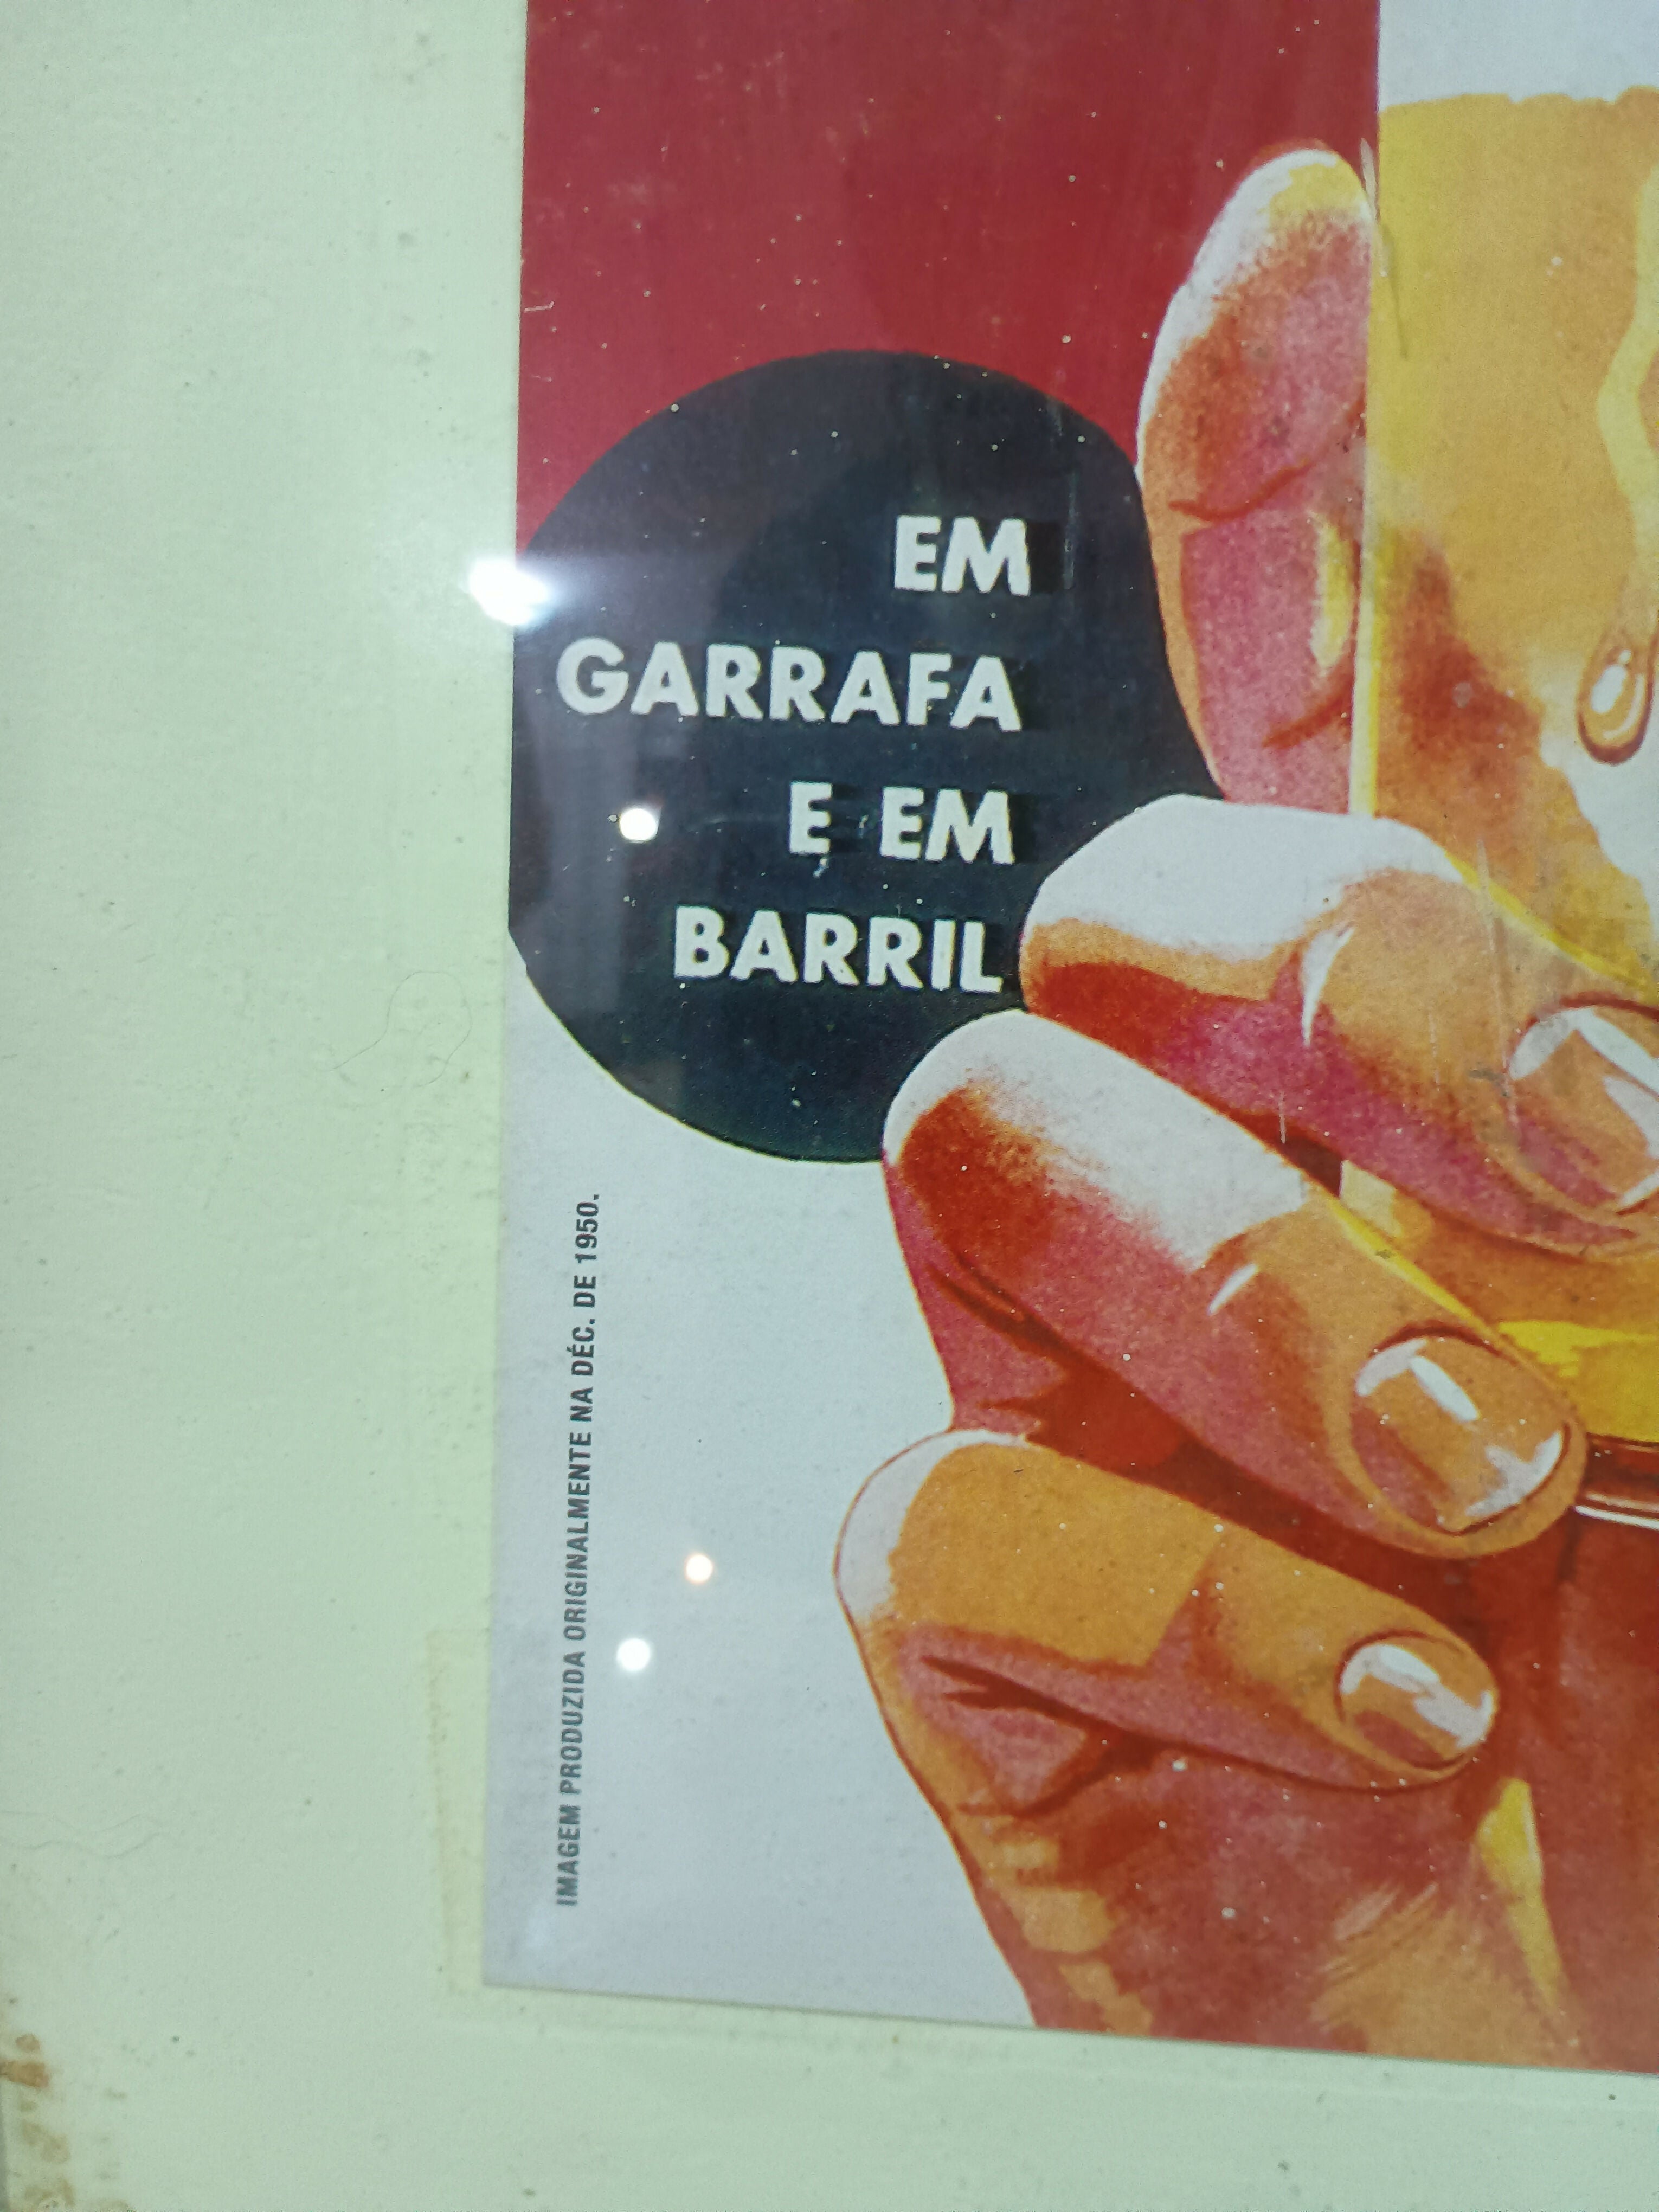 EM
GARRAFA
E EM
BARRIL
IMAGEM PRODUZIDA ORIGINALMENTE NA DÉC. DE 1950.